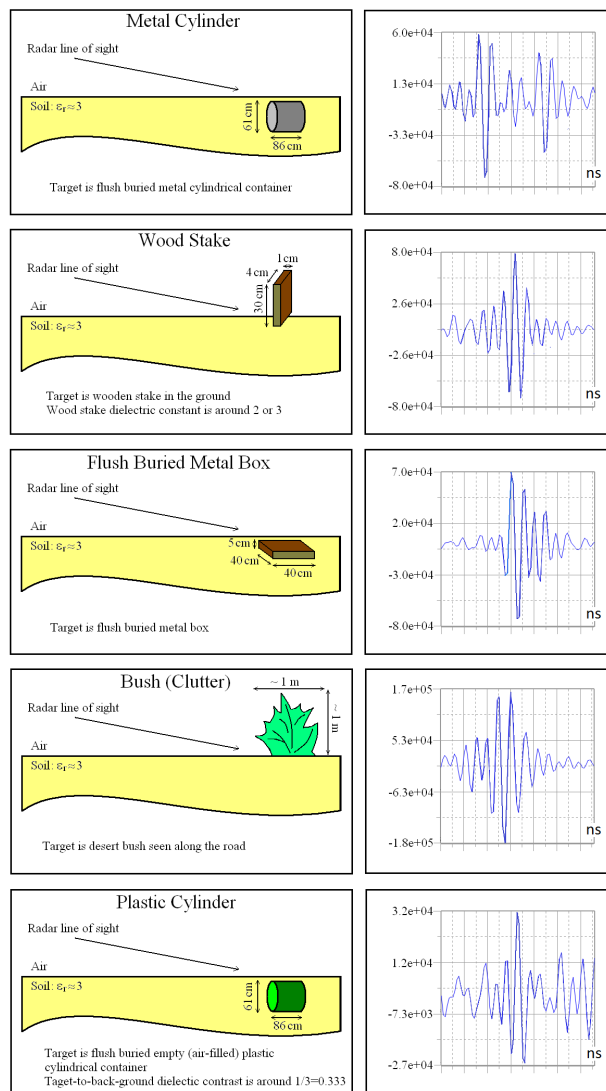 Metal Cylinder
Radar line of sight
Air
Soil: εr≈3
61 cm
86 cm
Target is flush buried metal cylindrical container
6.0e+04
1.3e+04
-3.3e+04
-8.0e+04
ns
Wood Stake
1cm
4 cm
Radar line of sight
30 cm
Air
Soil: εr≈3
Target is wooden stake in the ground
Wood stake dielectric constant is around 2 or 3
8.0e+04
2.6e+04
-2.6e+04
-8.0e+04
ns
Flush Buried Metal Box
Radar line of sight
Air
Soil: εr≈3
5 cm
40 cm
40 cm
Target is flush buried metal box
7.0e+04
2.0e+04
-3.0e+04
-8.0e+04
ns
Bush (Clutter)
~ 1 m
Radar line of sight
~ 1 m
Air
Soil: εr≈3
Target is desert bush seen along the road
1.7e+05
5.3e+04
-6.3e+04
-1.8e+05
ns
Plastic Cylinder
Radar line of sight
Air
Soil: εr≈3
61 cm
86 cm
Target is flush buried empty (air-filled) plastic
cylindrical container
Taget-to-back-ground dielectic contrast is around 1/3=0.333
3.2e+04
1.2e+04
-7.3e+04
-2.7e+04
ns